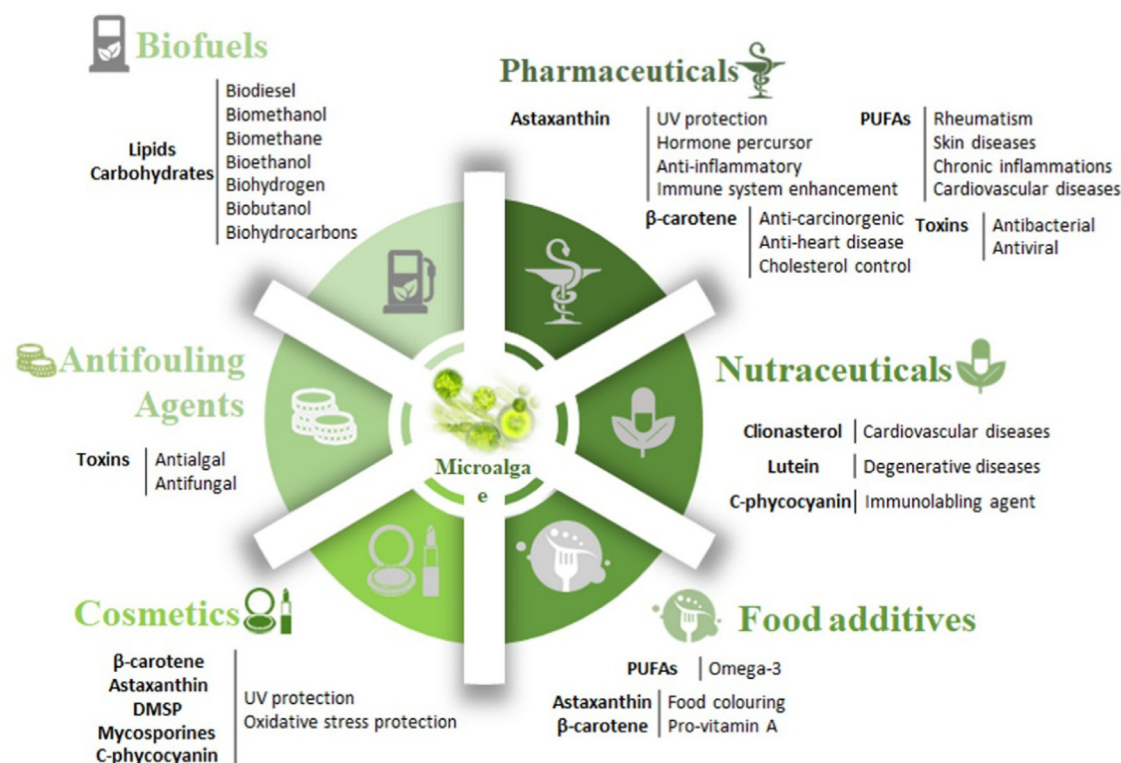 Biofuels
Lipids
Carbohydrates
Biodiesel
Biomethanol
Biomethane
Bioethanol
Biohydrogen
Biobutanol
Biohydrocarbons
Pharmaceuticals
Astaxanthin
UV protection
Hormone percursor
Anti-inflammatory
Immune system enhancement
PUFAs
Rheumatism
Skin diseases
Chronic inflammations
Cardiovascular diseases
β-carotene
Anti-carcinorgenic
Anti-heart disease
Cholesterol control
Toxins
Antibacterial
Antiviral
Antifouling
Agents
Toxins
Antialgal
Antifungal
Microalga
e
Nutraceuticals
Clionasterol
Cardiovascular diseases
Lutein
Degenerative diseases
C-phycocyanin
Immunolabling agent
Cosmetics
β-carotene
Astaxanthin
DMSP
Mycosporines
C-phycocyanin
UV protection
Oxidative stress protection
Food additives
PUFAs
Omega-3
Astaxanthin
β-carotene
Food colouring
Pro-vitamin A